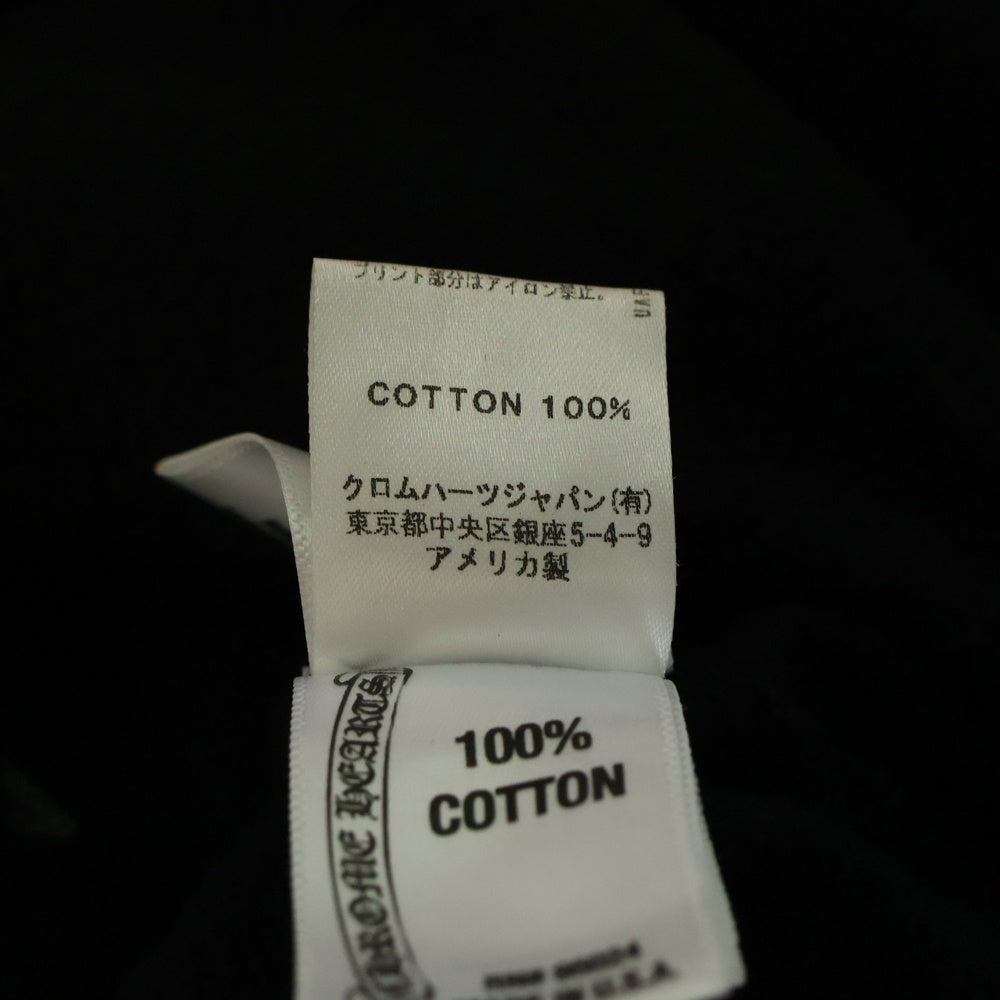 プリント部分はアイロン禁止。
COTTON 100%
クロムハーツジャパン(有)
東京都中央区銀座5-4-9
アメリカ製
CHROME HEARTS
100%
COTTON
IN U.S.A.